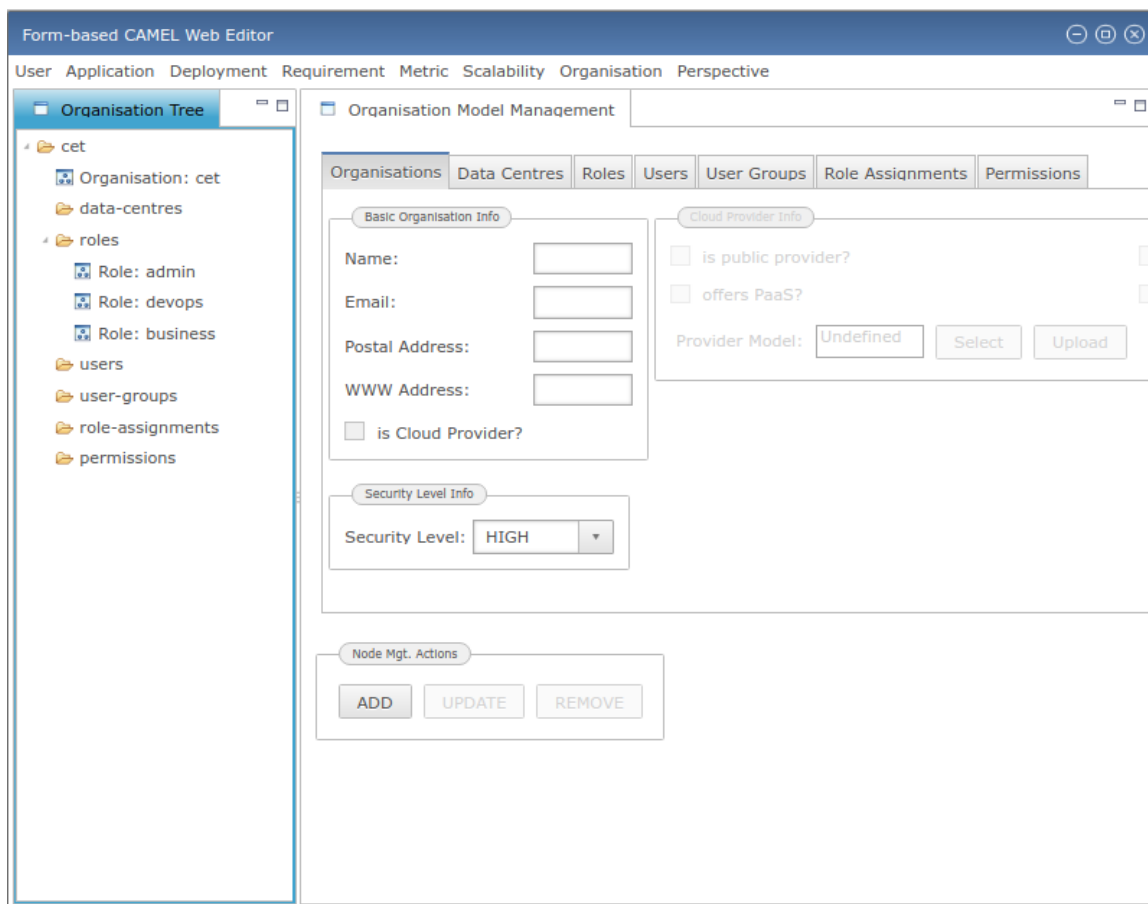 Form-based CAMEL Web Editor
User Application Deployment Requirement Metric Scalability Organisation Perspective
Organisation Tree
cet
Organisation: cet
data-centres
roles
Role: admin
Role: devops
Role: business
users
user-groups
role-assignments
permissions
Organisation Model Management
Organisations Data Centres Roles Users User Groups Role Assignments Permissions
Basic Organisation Info
Name:
Email:
Postal Address:
WWW Address:
is Cloud Provider?
Cloud Provider Info
is public provider?
offers PaaS?
Provider Model: Undefined Select Upload
Security Level Info
Security Level: HIGH
Node Mgt. Actions
ADD UPDATE REMOVE